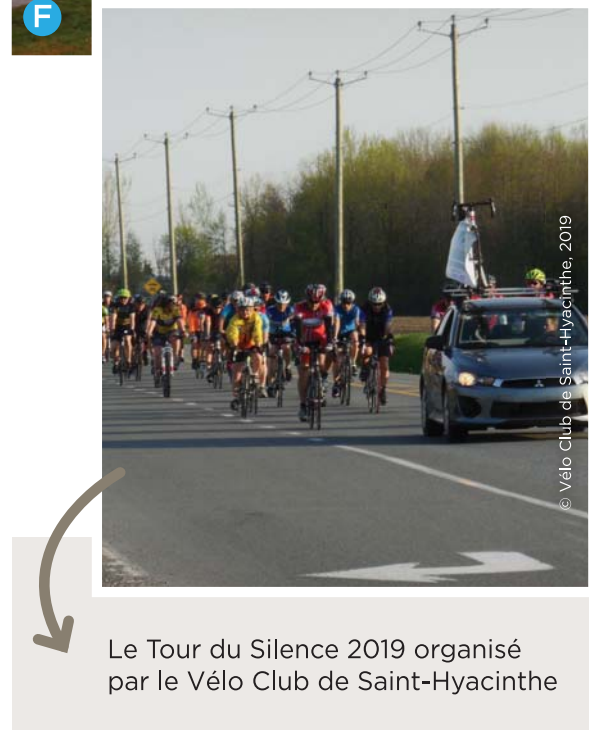 F
© Vélo Club de Saint-Hyacinthe, 2019
Le Tour du Silence 2019 organisé
par le Vélo Club de Saint-Hyacinthe